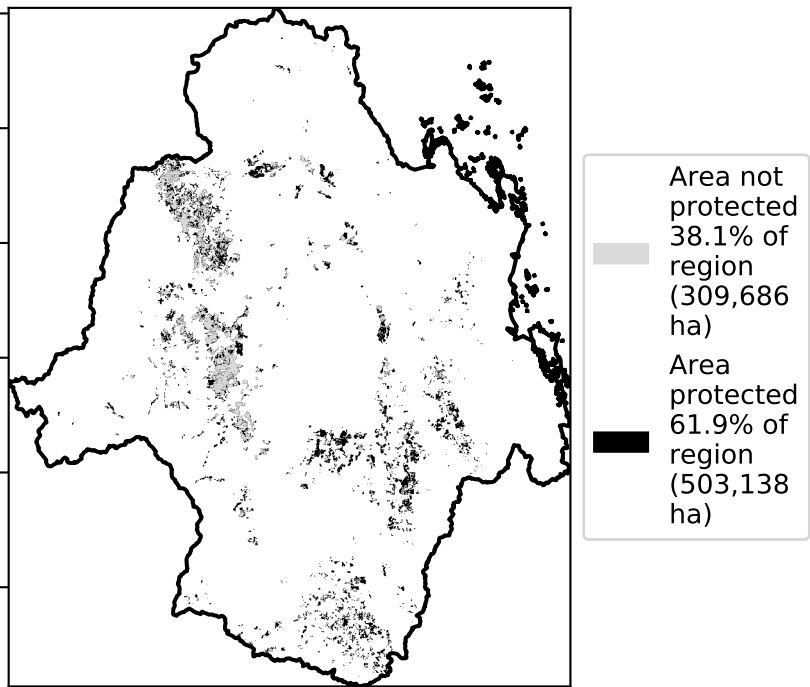 Area not
protected
38.1% of
region
(309,686
ha)
Area
protected
61.9% of
region
(503,138
ha)